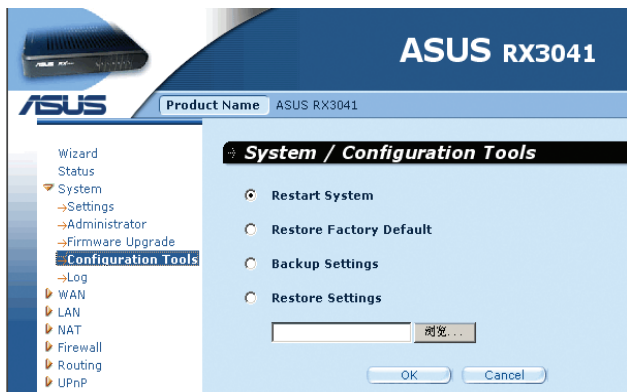 ASUS RX3041
ASUS
Product Name ASUS RX3041
Wizard
Status
System
→Settings
→Administrator
→Firmware Upgrade
→Configuration Tools
→Log
WAN
LAN
NAT
Firewall
Routing
UPnP
System / Configuration Tools
Restart System
Restore Factory Default
Backup Settings
Restore Settings
浏览...
OK Cancel